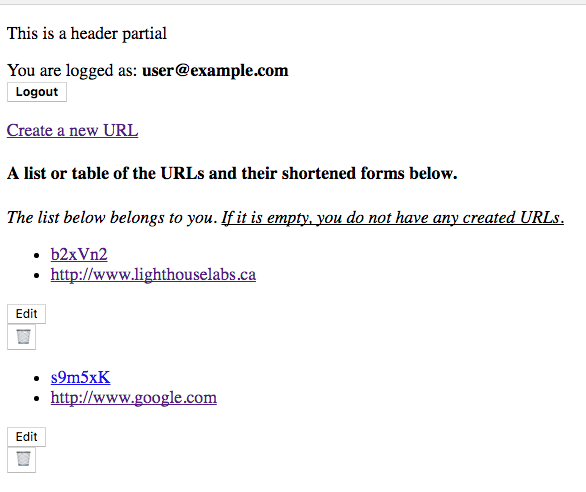 This is a header partial
You are logged as: user@example.com
Logout
Create a new URL
A list or table of the URLs and their shortened forms below.
The list below belongs to you. If it is empty, you do not have any created URLs.
b2xVn2
http://www.lighthouselabs.ca
Edit
s9m5xK
http://www.google.com
Edit